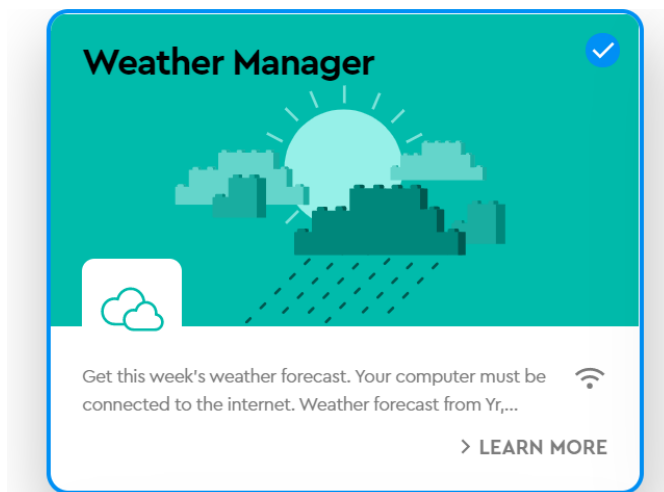 Weather Manager
Get this week's weather forecast. Your computer must be
connected to the internet. Weather forecast from Yr,...
> LEARN MORE